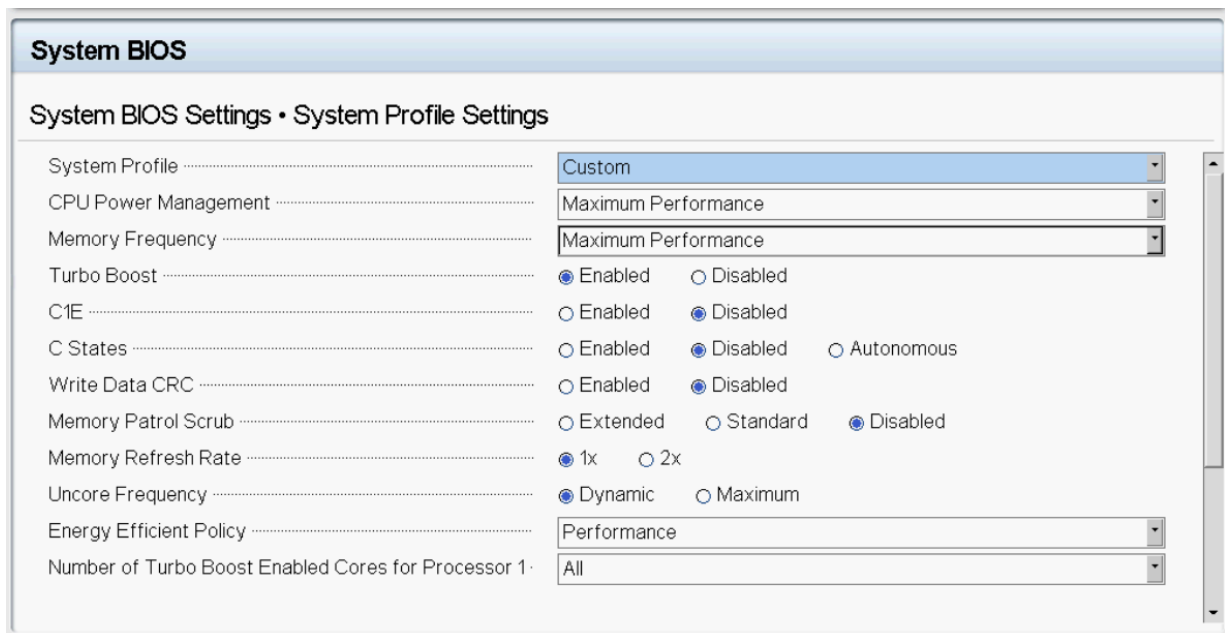 System BIOS
System BIOS Settings • System Profile Settings
System Profile Custom
CPU Power Management Maximum Performance
Memory Frequency Maximum Performance
Turbo Boost Enabled Disabled
C1E Enabled Disabled
C States Enabled Disabled Autonomous
Write Data CRC Enabled Disabled
Memory Patrol Scrub Extended Standard Disabled
Memory Refresh Rate 1x 2x
Uncore Frequency Dynamic Maximum
Energy Efficient Policy Performance
Number of Turbo Boost Enabled Cores for Processor 1 All